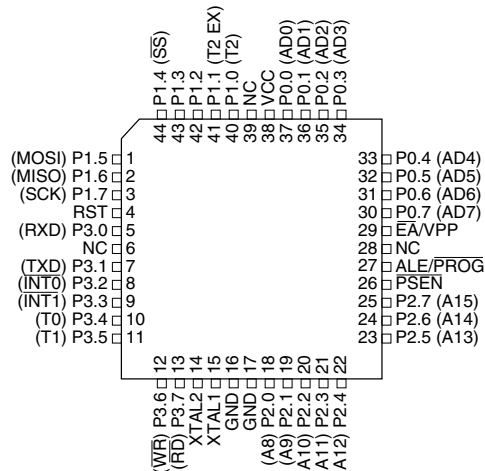 44 P1.4 (SS)
43 P1.3
42 P1.2
41 P1.1 (T2 EX)
40 P1.0 (T2)
39 NC
38 VCC
37 P0.0 (AD0)
36 P0.1 (AD1)
35 P0.2 (AD2)
34 P0.3 (AD3)
(MOSI) P1.5 1
(MISO) P1.6 2
(SCK) P1.7 3
RST 4
(RXD) P3.0 5
NC 6
(TXD) P3.1 7
(INT0) P3.2 8
(INT1) P3.3 9
(T0) P3.4 10
(T1) P3.5 11
33 P0.4 (AD4)
32 P0.5 (AD5)
31 P0.6 (AD6)
30 P0.7 (AD7)
29 EA/VPP
28 NC
27 ALE/PROG
26 PSEN
25 P2.7 (A15)
24 P2.6 (A14)
23 P2.5 (A13)
(WR) P3.6 12
(RD) P3.7 13
XTAL2 14
XTAL1 15
GND 16
GND 17
(A8) P2.0 18
(A9) P2.1 19
(A10) P2.2 20
(A11) P2.3 21
(A12) P2.4 22